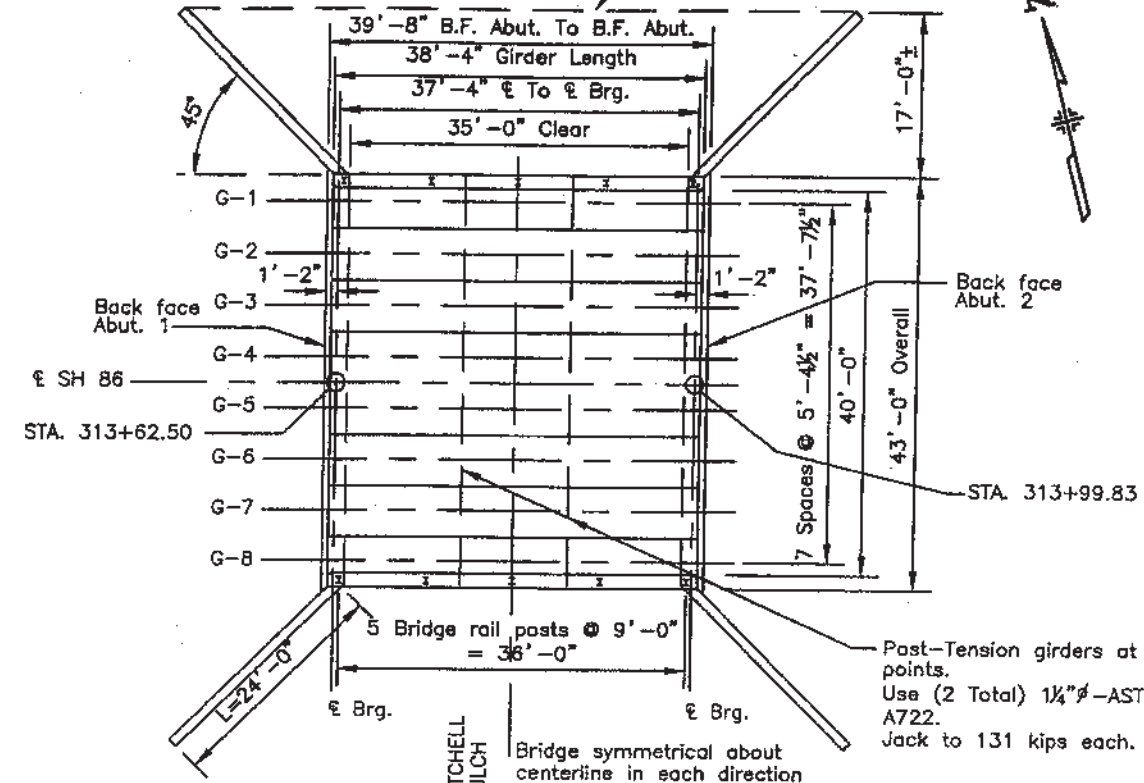 39'-8" B.F. Abut. To B.F. Abut.
38'-4" Girder Length
37'-4" ℄ To ℄ Brg.
35'-0" Clear
45°
17'-0"±
G-1
G-2
1'-2"
1'-2"
G-3
Back face
Abut. 1
Back face
Abut. 2
G-4
℄ SH 86
G-5
STA. 313+62.50
G-6
G-7
G-8
7 Spaces @ 5'-4½" = 37'-7½"
40'-0"
43'-0" Overall
STA. 313+99.83
5 Bridge rail posts @ 9'-0"
= 36'-0"
L=24'-0"
℄ Brg.
℄ Brg.
Post-Tension girders at
points.
Use (2 Total) 1¼"ø-AST
A722.
Jack to 131 kips each.
TCHELL
ULCH
Bridge symmetrical about
centerline in each direction